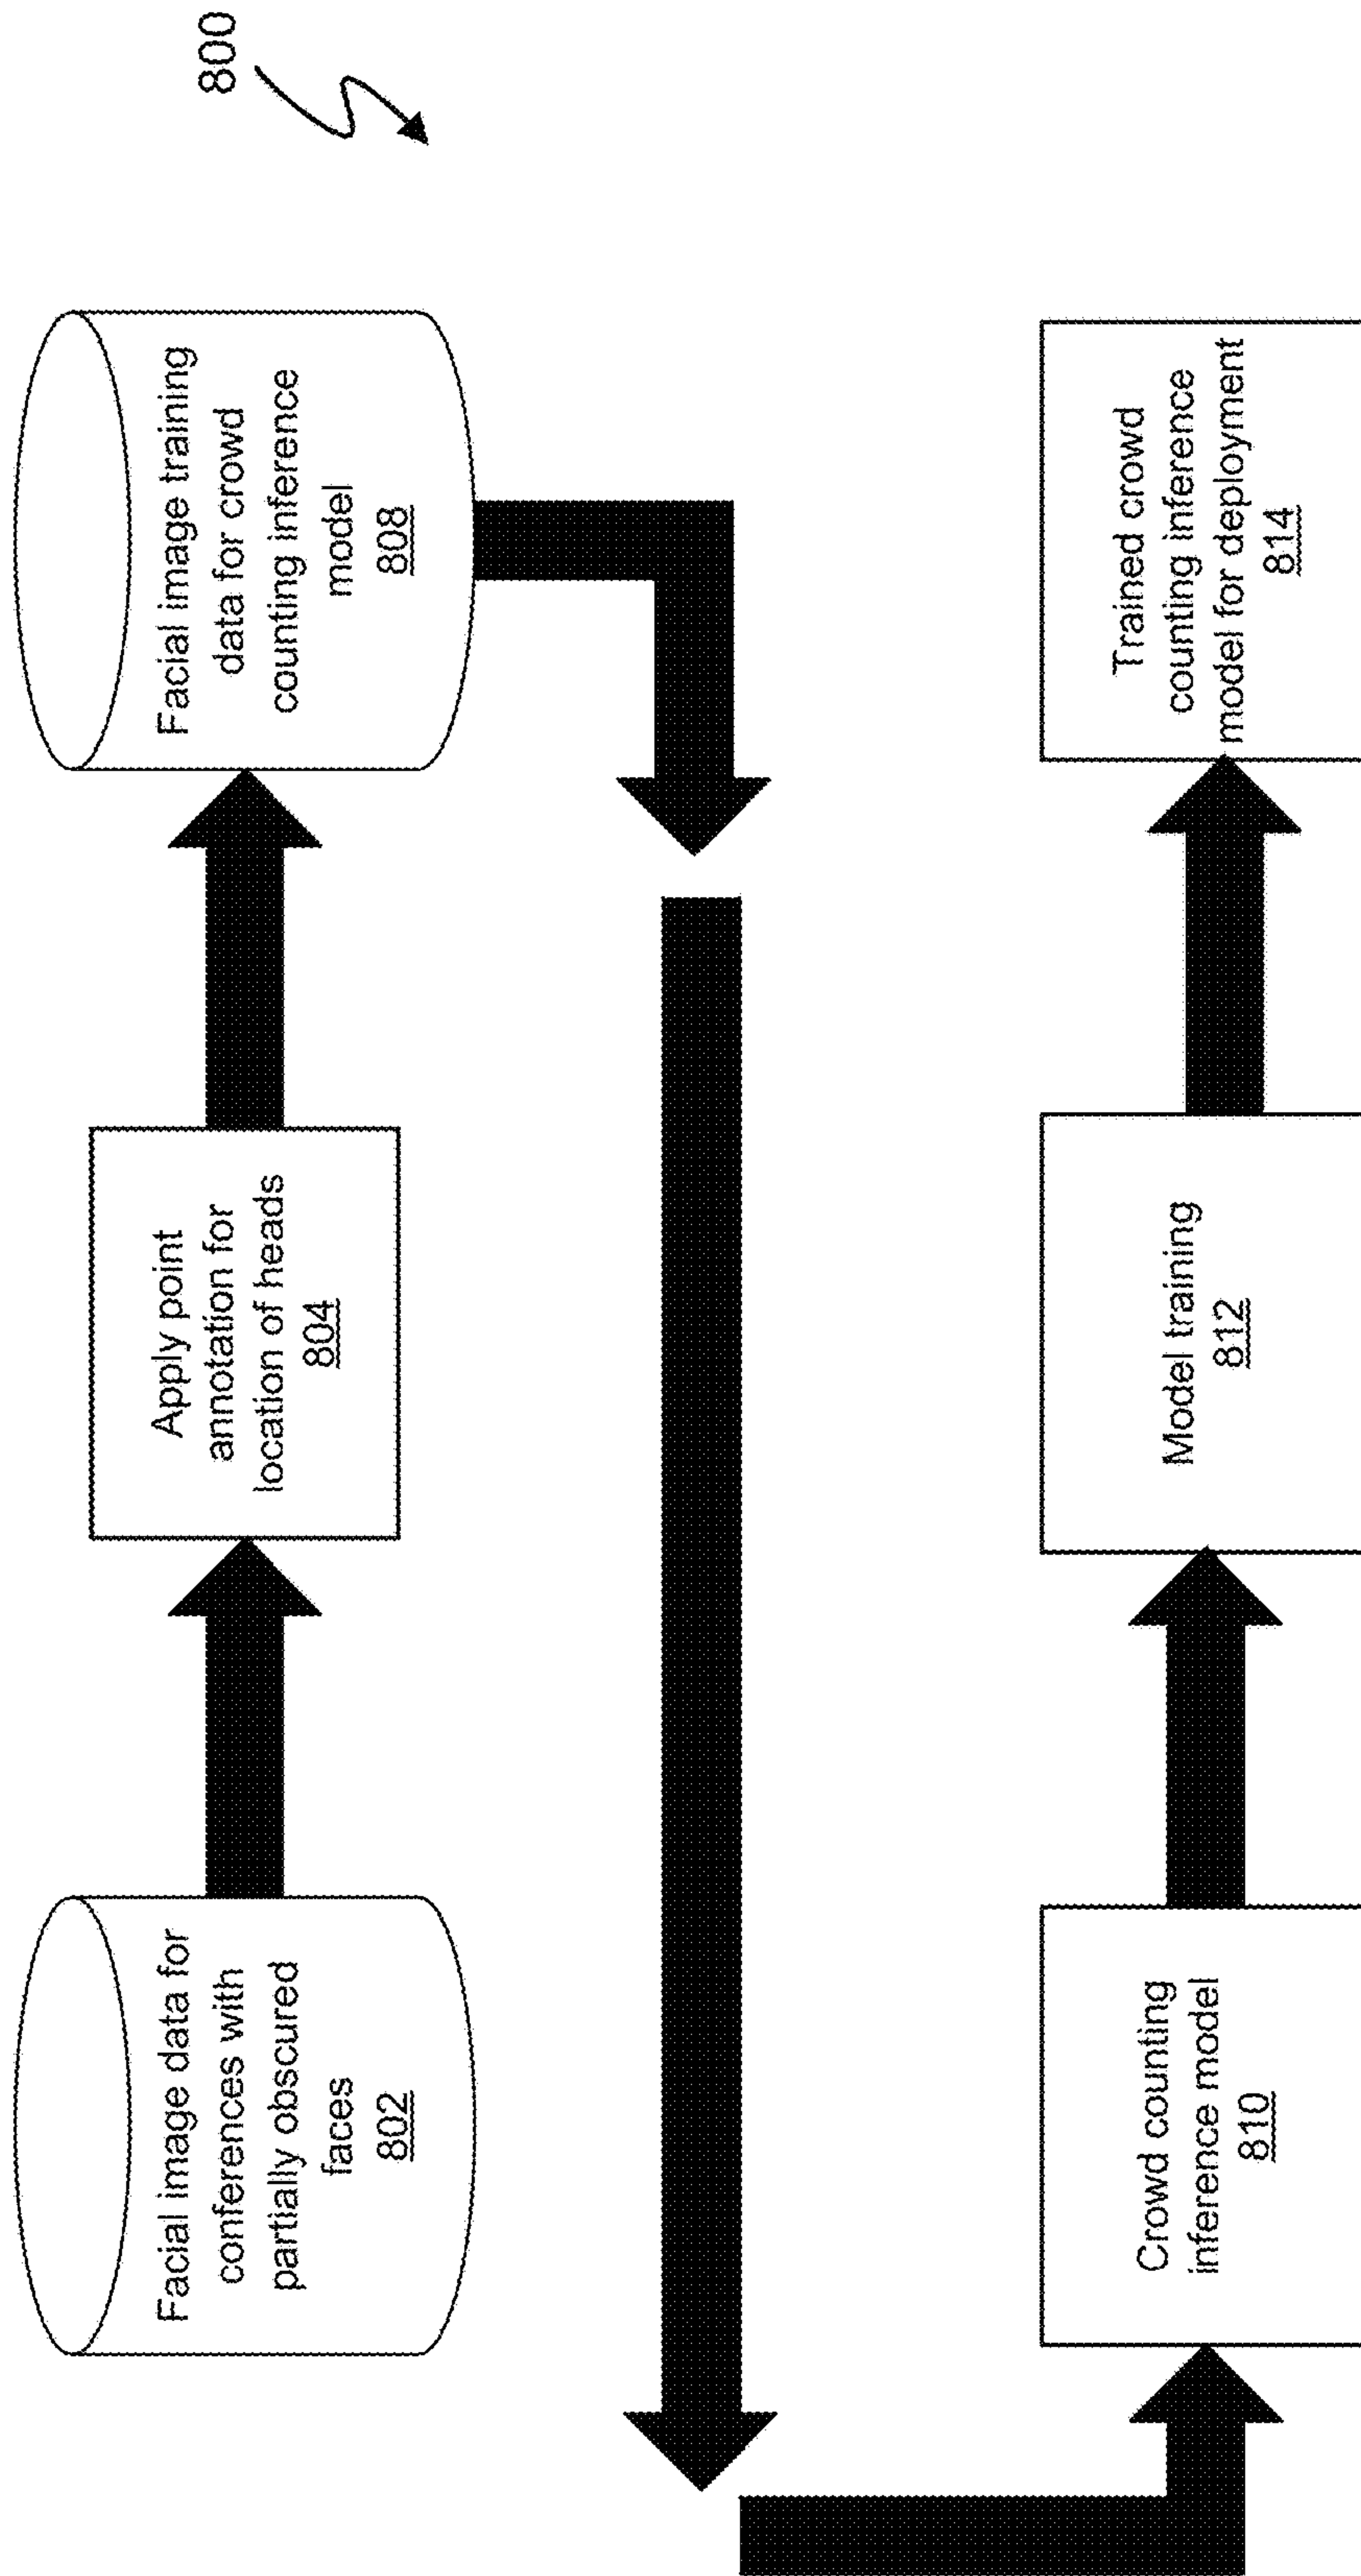 800
Facial image data for
conferences with
partially obscured
faces
802
Apply point
annotation for
location of heads
804
Facial image training
data for crowd
counting inference
model
808
Crowd counting
inference model
810
Model training
812
Trained crowd
counting inference
model for deployment
814